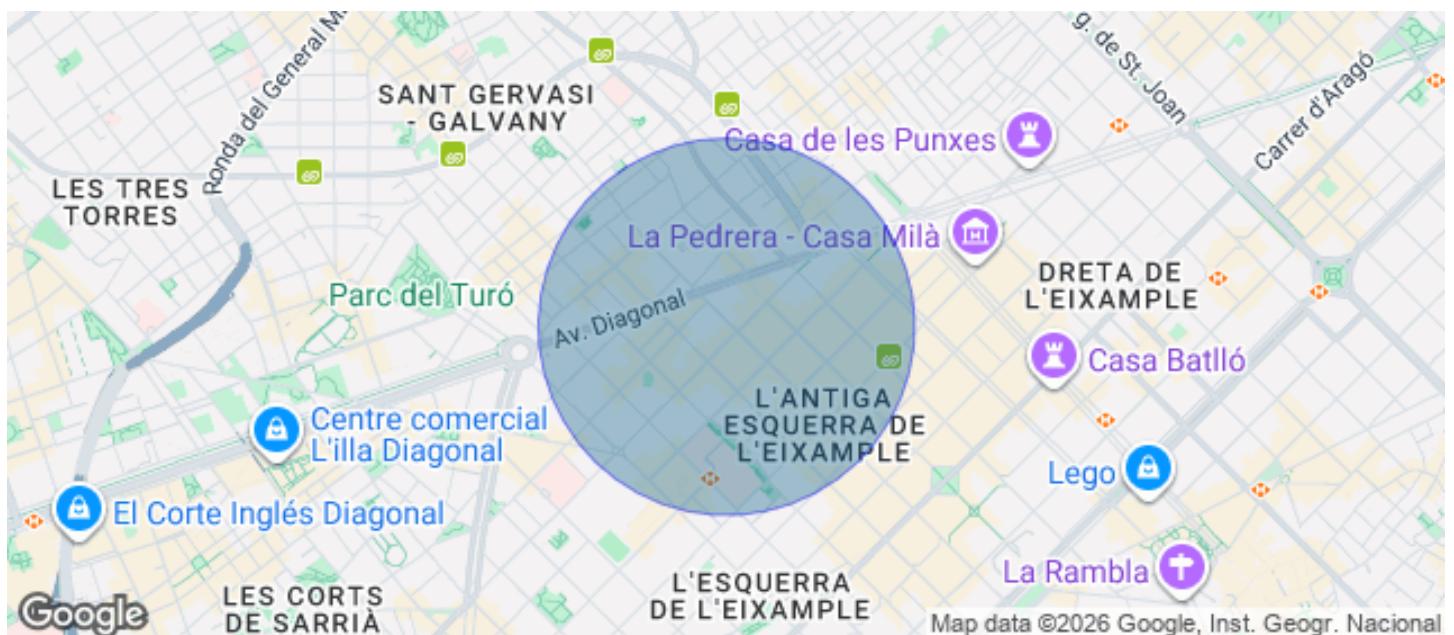 Ronda del General Mi
SANT GERVASI
- GALVANY
g. de St. Joan
Carrer d'Aragó
Casa de les Punxes
LES TRES
TORRES
La Pedrera - Casa Milà
DRETA DE
L'EIXAMPLE
Parc del Turó
Av. Diagonal
Casa Batlló
L'ANTIGA
ESQUERRA DE
L'EIXAMPLE
Centre comercial
L'illa Diagonal
Lego
El Corte Inglés Diagonal
La Rambla
L'ESQUERRA
DE L'EIXAMPLE
LES CORTS
DE SARRIÀ
Google
Map data ©2026 Google, Inst. Geogr. Nacional